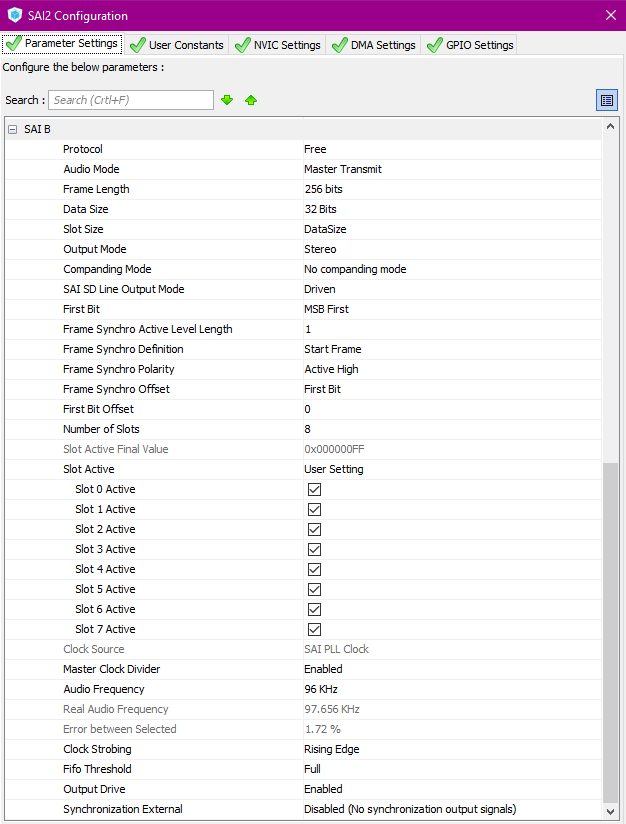 SAI2 Configuration
Parameter Settings User Constants NVIC Settings DMA Settings GPIO Settings
Configure the below parameters :
Search : Search (Crtl+F)
SAI B
Protocol Free
Audio Mode Master Transmit
Frame Length 256 bits
Data Size 32 Bits
Slot Size DataSize
Output Mode Stereo
Companding Mode No companding mode
SAI SD Line Output Mode Driven
First Bit MSB First
Frame Synchro Active Level Length 1
Frame Synchro Definition Start Frame
Frame Synchro Polarity Active High
Frame Synchro Offset First Bit
First Bit Offset 0
Number of Slots 8
Slot Active Final Value 0x000000FF
Slot Active User Setting
Slot 0 Active
Slot 1 Active
Slot 2 Active
Slot 3 Active
Slot 4 Active
Slot 5 Active
Slot 6 Active
Slot 7 Active
Clock Source SAI PLL Clock
Master Clock Divider Enabled
Audio Frequency 96 KHz
Real Audio Frequency 97.656 KHz
Error between Selected 1.72 %
Clock Strobing Rising Edge
Fifo Threshold Full
Output Drive Enabled
Synchronization External Disabled (No synchronization output signals)